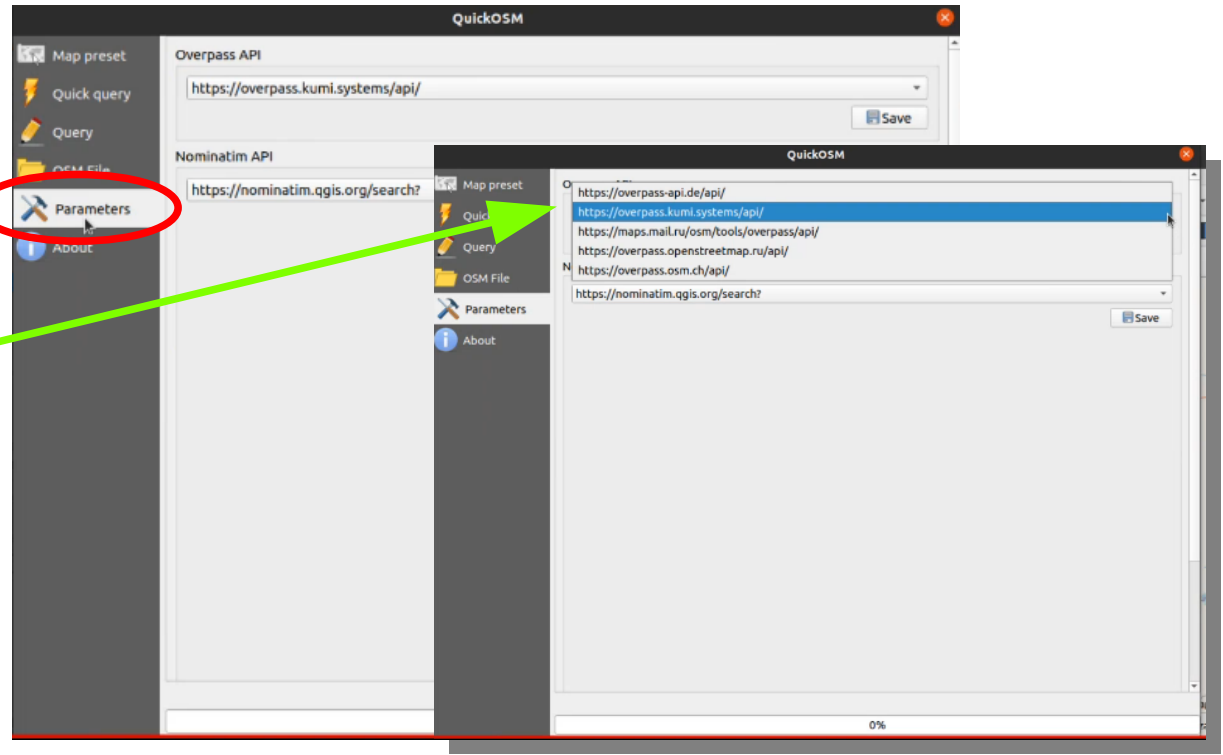 QuickOSM
Map preset
Quick query
Query
OSM File
Parameters
About
Overpass API
https://overpass.kumi.systems/api/
Save
Nominatim API
https://nominatim.qgis.org/search?
QuickOSM
Map preset
Query
OSM File
Parameters
About
https://overpass-api.de/api/
https://overpass.kumi.systems/api/
https://maps.mail.ru/osm/tools/overpass/api/
https://overpass.openstreetmap.ru/api/
https://overpass.osm.ch/api/
https://nominatim.qgis.org/search?
Save
0%